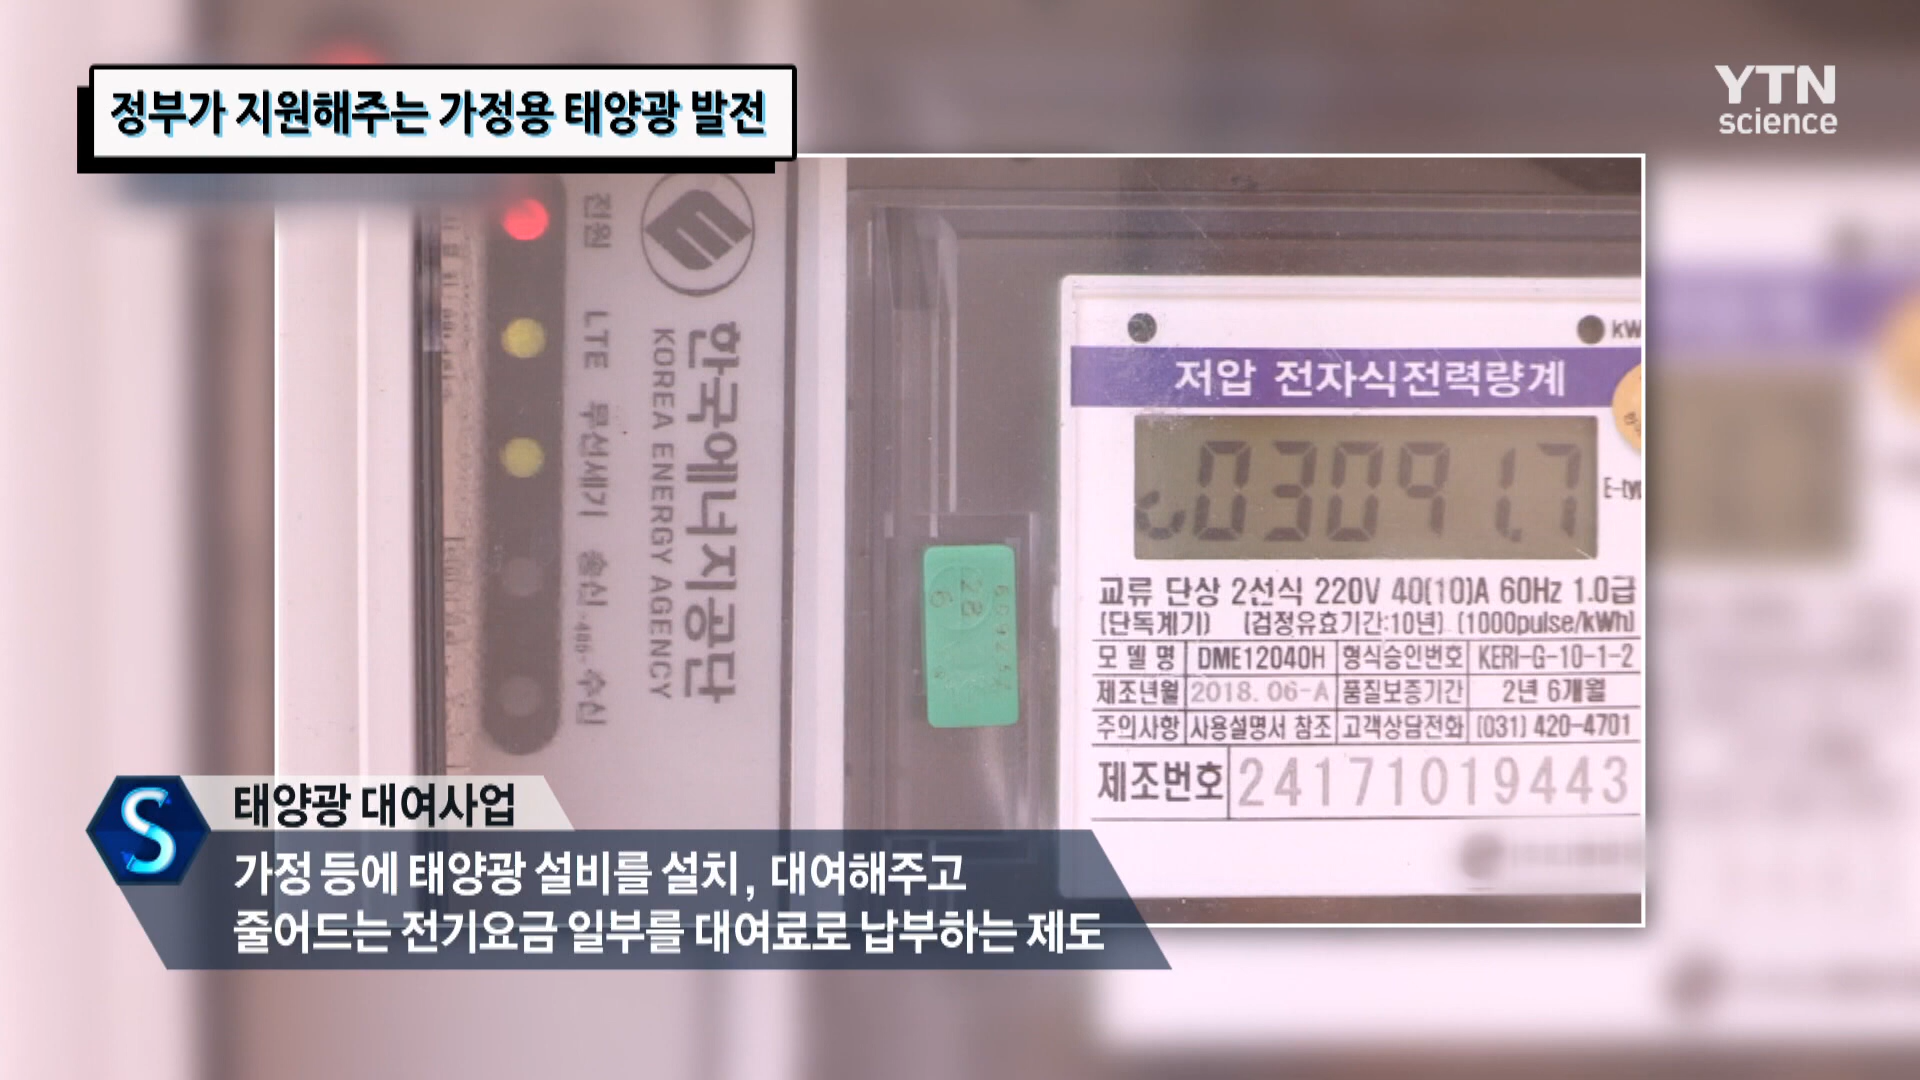 정부가 지원해주는 가정용 태양광 발전
YTN
science
전원
LTE 무선세기
송신 -485- 수신
한국에너지공단
KOREA ENERGY AGENCY
저압 전자식전력량계
03091.7
교류 단상 2선식 220V 40(10)A 60Hz 1.0급
(단독계기) (검정유효기간:10년) (1000pulse/kWh)
모델명 DME12040H 형식승인번호 KERI-G-10-1-2
제조년월 2018. 06-A 품질보증기간 2년 6개월
주의사항 사용설명서 참조 고객상담전화 (031) 420-4701
제조번호 24171019443
태양광 대여사업
가정 등에 태양광 설비를 설치, 대여해주고
줄어드는 전기요금 일부를 대여료로 납부하는 제도